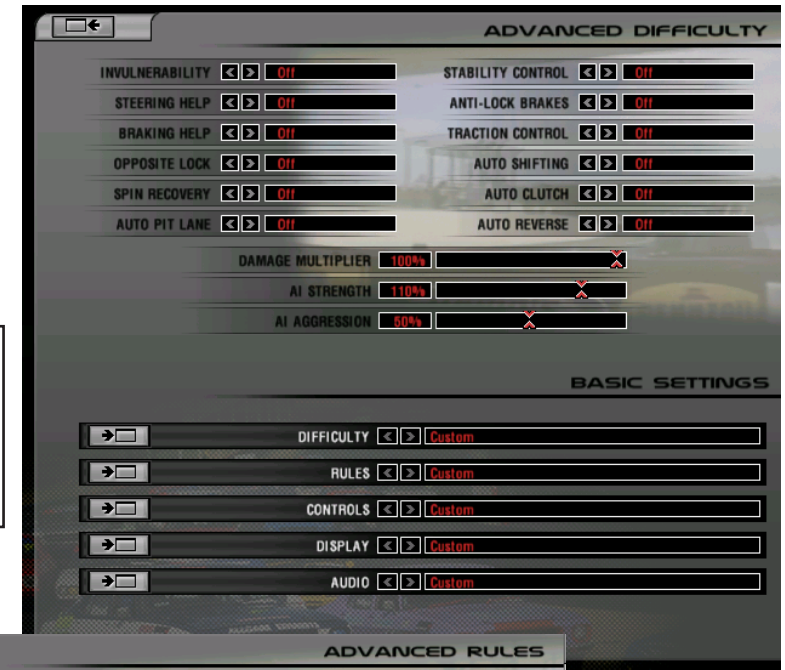 ADVANCED DIFFICULTY
INVULNERABILITY < > Off STABILITY CONTROL < > Off
STEERING HELP < > Off ANTI-LOCK BRAKES < > Off
BRAKING HELP < > Off TRACTION CONTROL < > Off
OPPOSITE LOCK < > Off AUTO SHIFTING < > Off
SPIN RECOVERY < > Off AUTO CLUTCH < > Off
AUTO PIT LANE < > Off AUTO REVERSE < > Off
DAMAGE MULTIPLIER 100%
AI STRENGTH 110%
AI AGGRESSION 50%
BASIC SETTINGS
DIFFICULTY < > Custom
RULES < > Custom
CONTROLS < > Custom
DISPLAY < > Custom
AUDIO < > Custom
ADVANCED RULES